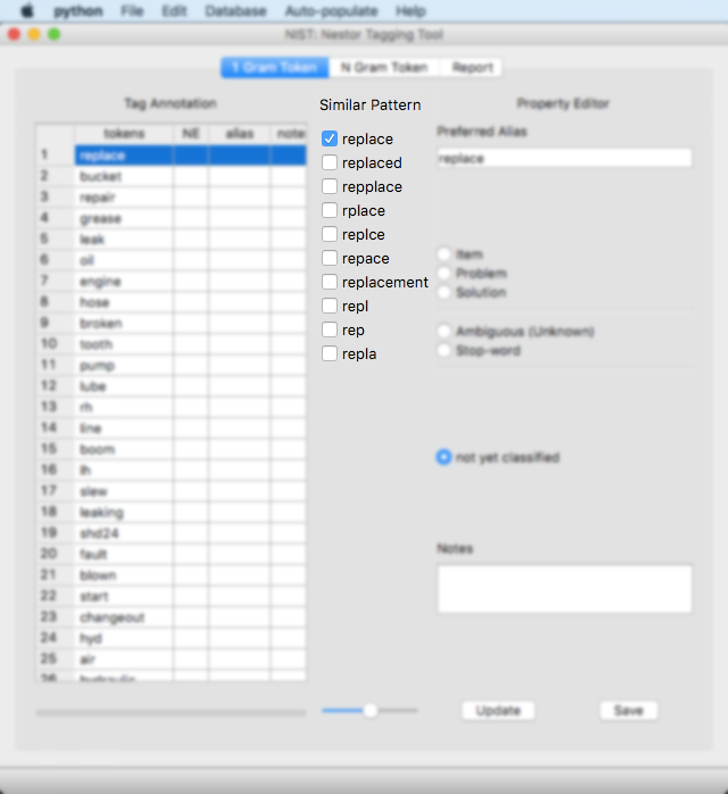 python File Edit Database Auto-populate Help
NIST: Nestor Tagging Tool
1 Gram Token N Gram Token Report
Tag Annotation
tokens NE alias note
1 replace
2 bucket
3 repair
4 grease
5 leak
6 oil
7 engine
8 hose
9 broken
10 tooth
11 pump
12 lube
13 rh
14 line
15 boom
16 lh
17 slew
18 leaking
19 shd24
20 fault
21 blown
22 start
23 changeout
24 hyd
25 air
26 hydraulic
Similar Pattern
replace
replaced
repplace
rplace
replce
repace
replacement
repl
rep
repla
Property Editor
Preferred Alias
replace
Item
Problem
Solution
Ambiguous (Unknown)
Stop-word
not yet classified
Notes
Update Save